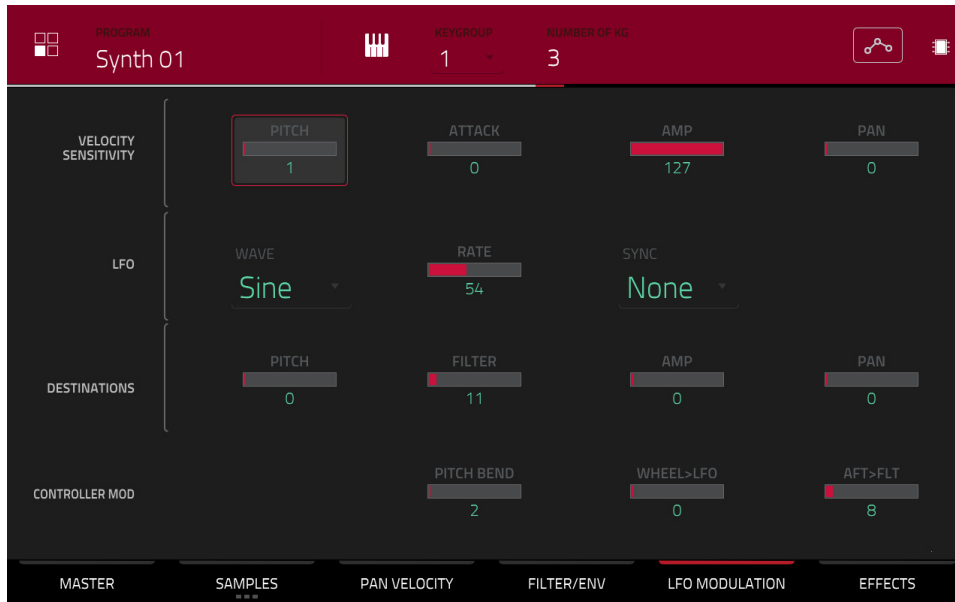 PROGRAM
Synth 01
KEYGROUP
1
NUMBER OF KG
3
VELOCITY
SENSITIVITY
PITCH
1
ATTACK
0
AMP
127
PAN
0
LFO
WAVE
Sine
RATE
54
SYNC
None
DESTINATIONS
PITCH
0
FILTER
11
AMP
0
PAN
0
CONTROLLER MOD
PITCH BEND
2
WHEEL>LFO
0
AFT>FLT
8
MASTER
SAMPLES
PAN VELOCITY
FILTER/ENV
LFO MODULATION
EFFECTS